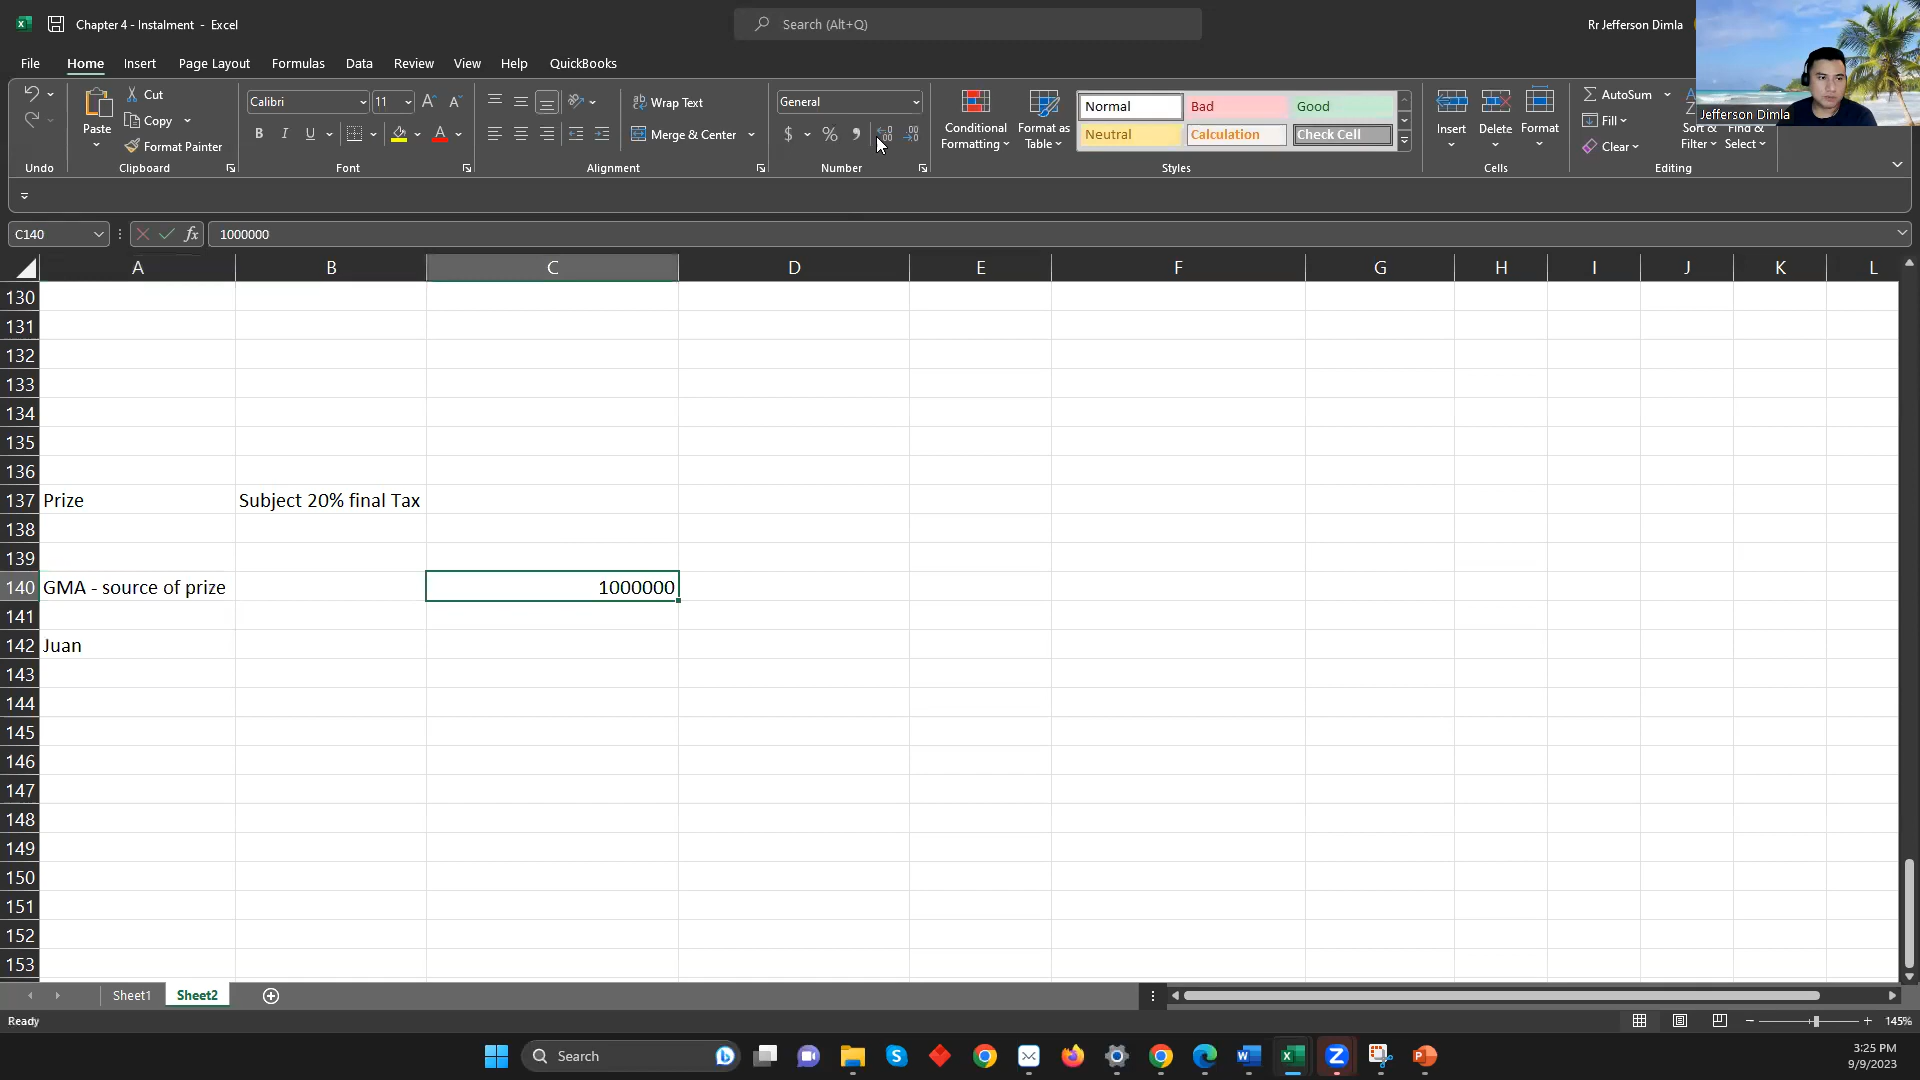 Chapter 4 - Instalment - Excel
Search (Alt+Q)
Rr Jefferson Dimla
File Home Insert Page Layout Formulas Data Review View Help QuickBooks
Cut
Copy
Format Painter
Paste
Undo
Clipboard
Calibri 11
B I U
A
Font
Wrap Text
Merge & Center
Alignment
General
$ % ,
Number
Conditional Formatting
Format as Table
Normal Bad Good
Neutral Calculation Check Cell
Styles
Insert Delete Format
Cells
AutoSum
Fill
Clear
Sort & Filter
Find & Select
Editing
Jefferson Dimla
C140
fx
1000000
A B C D E F G H I J K L
130
131
132
133
134
135
136
137 Prize Subject 20% final Tax
138
139
140 GMA - source of prize 1000000
141
142 Juan
143
144
145
146
147
148
149
150
151
152
153
Sheet1 Sheet2
Ready
145%
Search
3:25 PM
9/9/2023